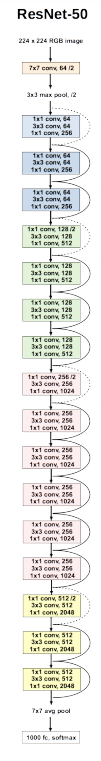 ResNet-50
224 x 224 RGB image
7x7 conv, 64 /2
3x3 max pool, /2
1x1 conv, 64
3x3 conv, 64
1x1 conv, 256
1x1 conv, 64
3x3 conv, 64
1x1 conv, 256
1x1 conv, 64
3x3 conv, 64
1x1 conv, 256
1x1 conv, 128 /2
3x3 conv, 128
1x1 conv, 512
1x1 conv, 128
3x3 conv, 128
1x1 conv, 512
1x1 conv, 128
3x3 conv, 128
1x1 conv, 512
1x1 conv, 128
3x3 conv, 128
1x1 conv, 512
1x1 conv, 256 /2
3x3 conv, 256
1x1 conv, 1024
1x1 conv, 256
3x3 conv, 256
1x1 conv, 1024
1x1 conv, 256
3x3 conv, 256
1x1 conv, 1024
1x1 conv, 256
3x3 conv, 256
1x1 conv, 1024
1x1 conv, 256
3x3 conv, 256
1x1 conv, 1024
1x1 conv, 256
3x3 conv, 256
1x1 conv, 1024
1x1 conv, 512 /2
3x3 conv, 512
1x1 conv, 2048
1x1 conv, 512
3x3 conv, 512
1x1 conv, 2048
1x1 conv, 512
3x3 conv, 512
1x1 conv, 2048
7x7 avg pool
1000 fc, softmax